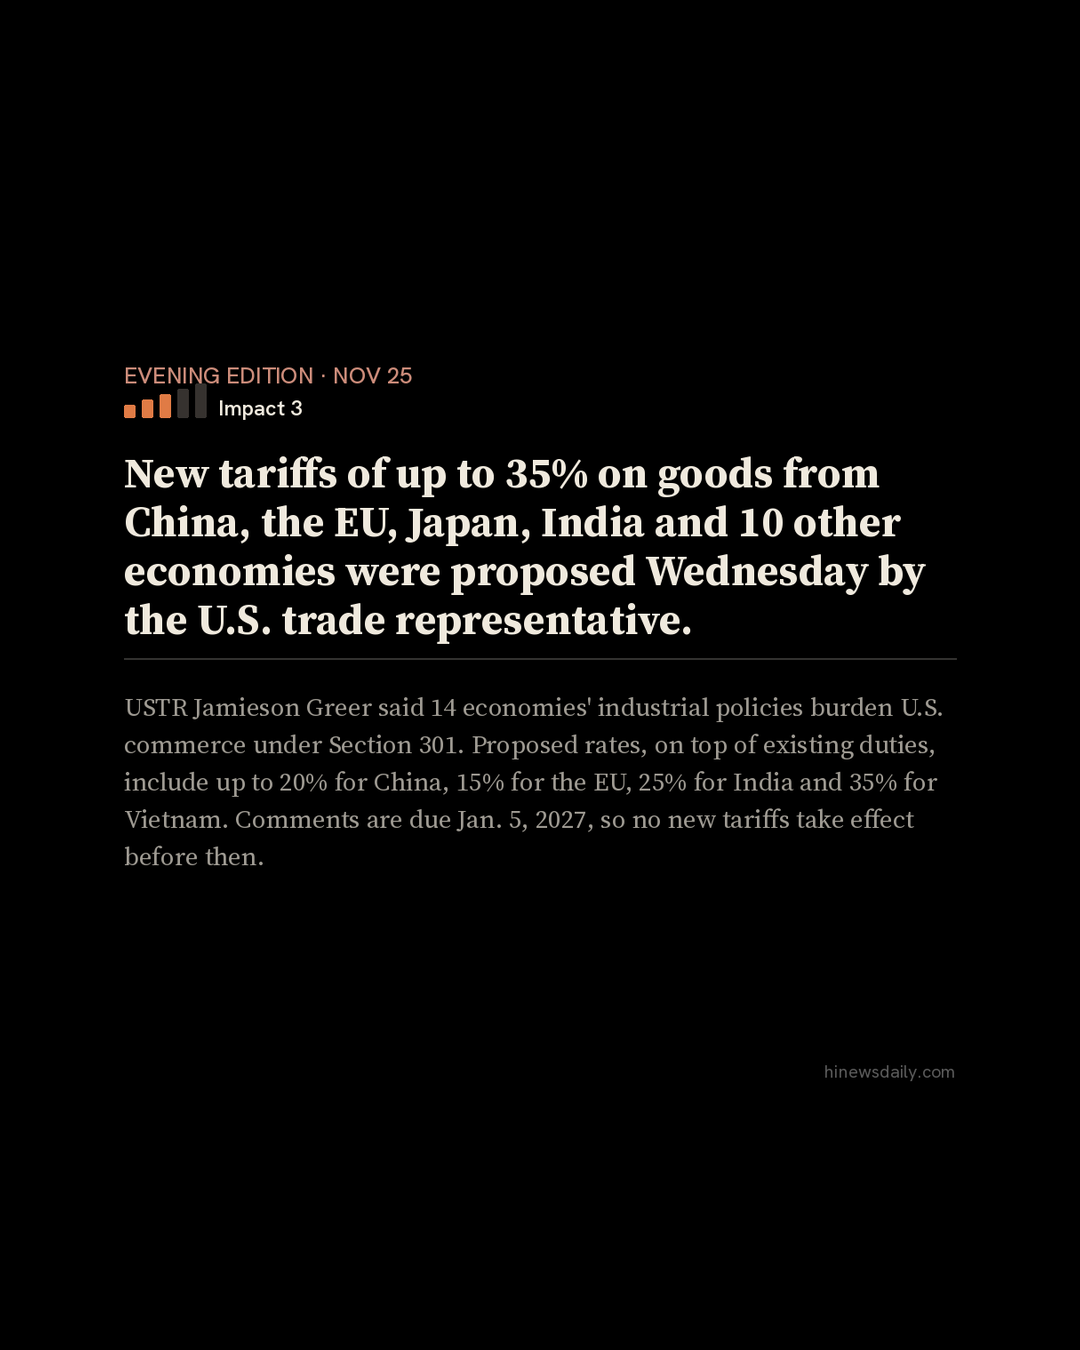 EVENING EDITION · NOV 25
Impact 3
New tariffs of up to 35% on goods from
China, the EU, Japan, India and 10 other
economies were proposed Wednesday by
the U.S. trade representative.
USTR Jamieson Greer said 14 economies' industrial policies burden U.S.
commerce under Section 301. Proposed rates, on top of existing duties,
include up to 20% for China, 15% for the EU, 25% for India and 35% for
Vietnam. Comments are due Jan. 5, 2027, so no new tariffs take effect
before then.
hinewsdaily.com